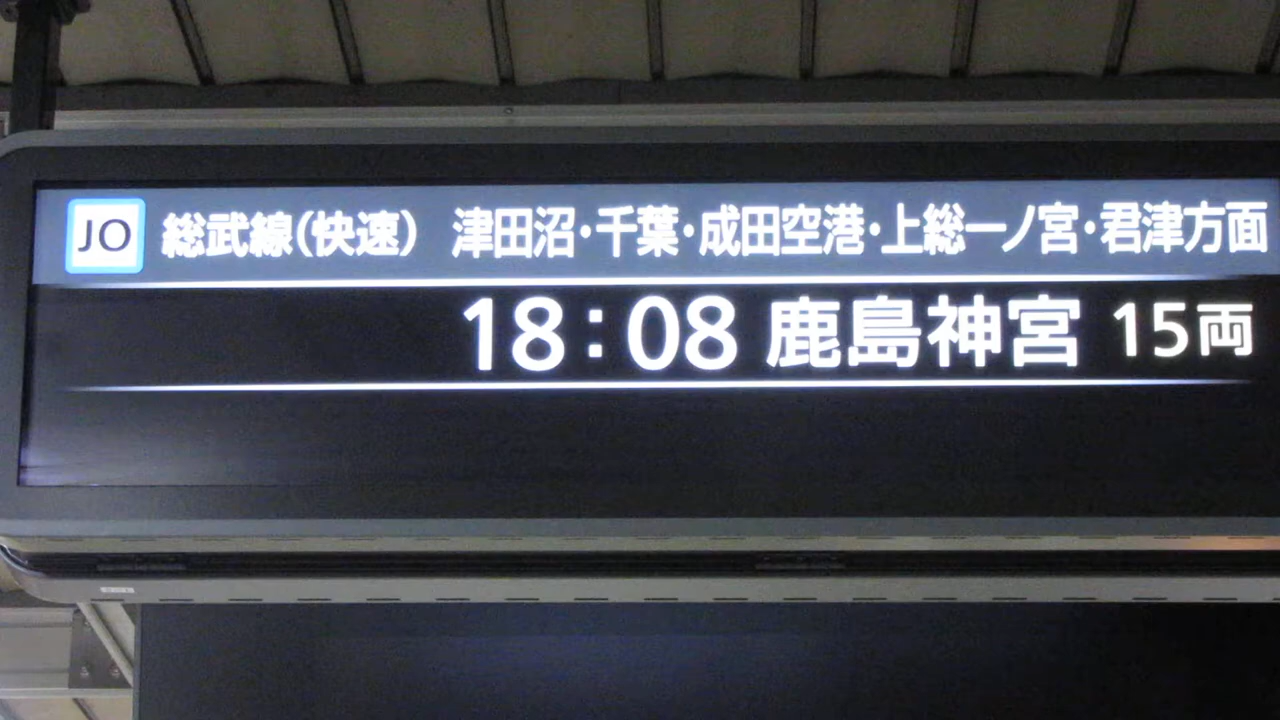 JO 総武線(快速) 津田沼・千葉・成田空港・上総一ノ宮・君津方面
18:08 鹿島神宮 15両